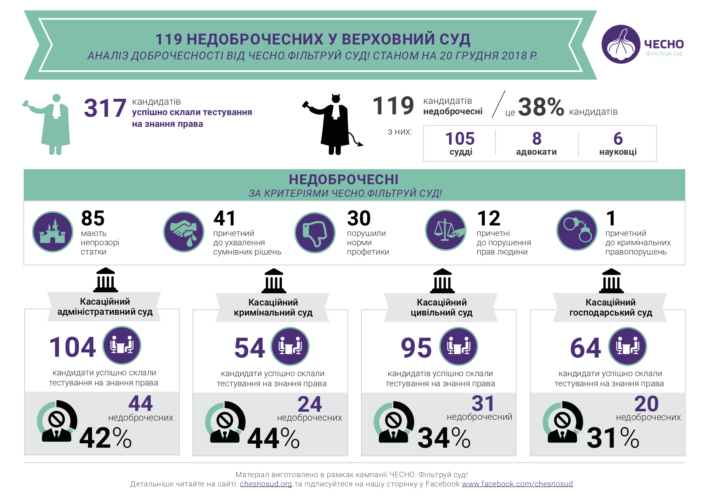 119 НЕДОБРОЧЕСНИХ У ВЕРХОВНИЙ СУД
АНАЛІЗ ДОБРОЧЕСНОСТІ ВІД ЧЕСНО.ФІЛЬТРУЙ СУД! СТАНОМ НА 20 ГРУДНЯ 2018 Р.
ЧЕСНО
фільтруй суд
317 кандидатів
успішно склали тестування
на знання права
119 кандидатів
недоброчесні
це 38% кандидатів
з них:
105 судді
8 адвокати
6 науковці
НЕДОБРОЧЕСНІ
ЗА КРИТЕРІЯМИ ЧЕСНО.ФІЛЬТРУЙ СУД!
85
мають
непрозорі
статки
41
причетний
до ухвалення
сумнівних рішень
30
порушили
норми
профетики
12
причетні
до порушення
прав людини
1
причетний
до кримінальних
правопорушень
Касаційний
адміністративний суд
104
кандидати успішно склали
тестування на знання права
44
недоброчесних
42%
Касаційний
кримінальний суд
54
кандидати успішно склали
тестування на знання права
24
недоброчесних
44%
Касаційний
цивільний суд
95
кандидатів успішно склали
тестування на знання права
31
недоброчесний
34%
Касаційний
господарський суд
64
кандидати успішно склали
тестування на знання права
20
недоброчесних
31%
Матеріал виготовлено в рамках кампанії ЧЕСНО. Фільтруй суд!
Детальніше читайте на сайті: chesnosud.org та підписуйтеся на нашу сторінку у Facebook www.facebook.com/chesnosud